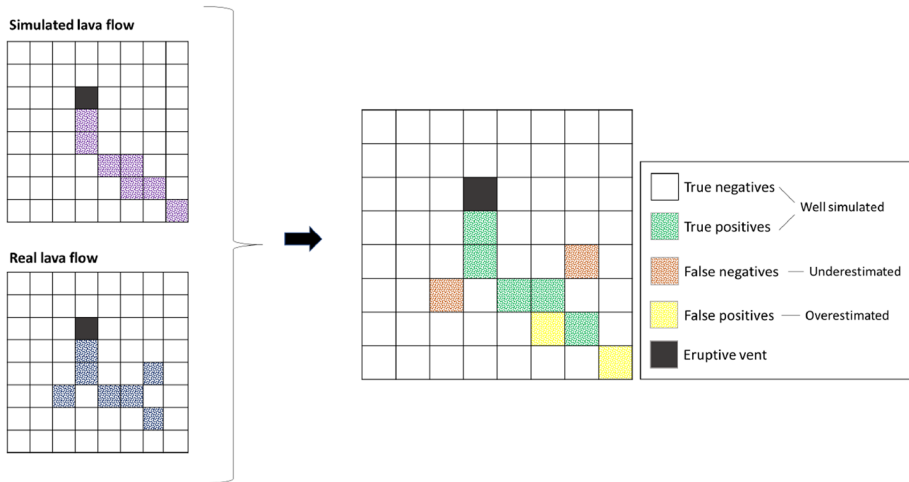 Simulated lava flow
Real lava flow
True negatives
Well simulated
True positives
False negatives
Underestimated
False positives
Overestimated
Eruptive vent